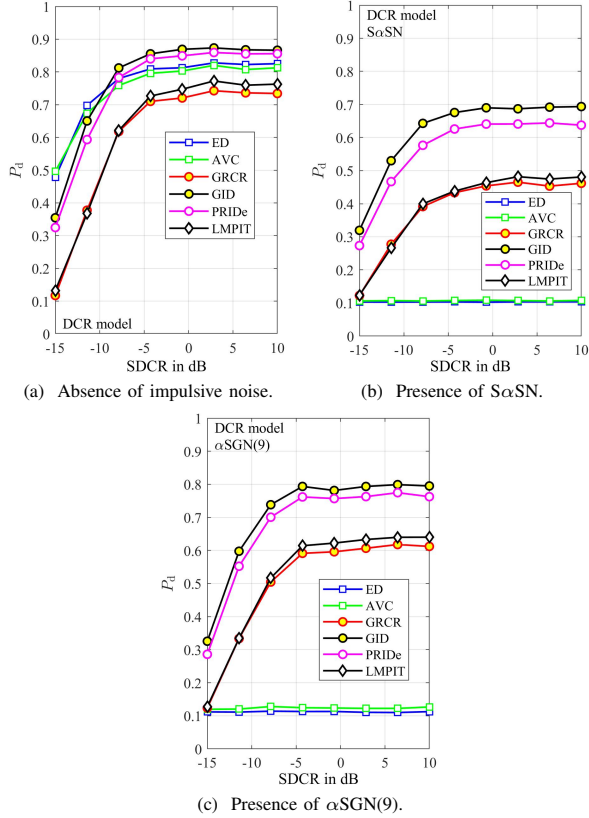 1
0.9
0.8
0.7
0.6
0.5
0.4
0.3
0.2
0.1
0
Pd
ED
AVC
GRCR
GID
PRIDe
LMPIT
DCR model
-15 -10 -5 0 5 10
SDCR in dB
(a) Absence of impulsive noise.
DCR model
SαSN
1
0.9
0.8
0.7
0.6
0.5
0.4
0.3
0.2
0.1
0
Pd
ED
AVC
GRCR
GID
PRIDe
LMPIT
-15 -10 -5 0 5 10
SDCR in dB
(b) Presence of SαSN.
DCR model
αSGN(9)
1
0.9
0.8
0.7
0.6
0.5
0.4
0.3
0.2
0.1
0
Pd
ED
AVC
GRCR
GID
PRIDe
LMPIT
-15 -10 -5 0 5 10
SDCR in dB
(c) Presence of αSGN(9).